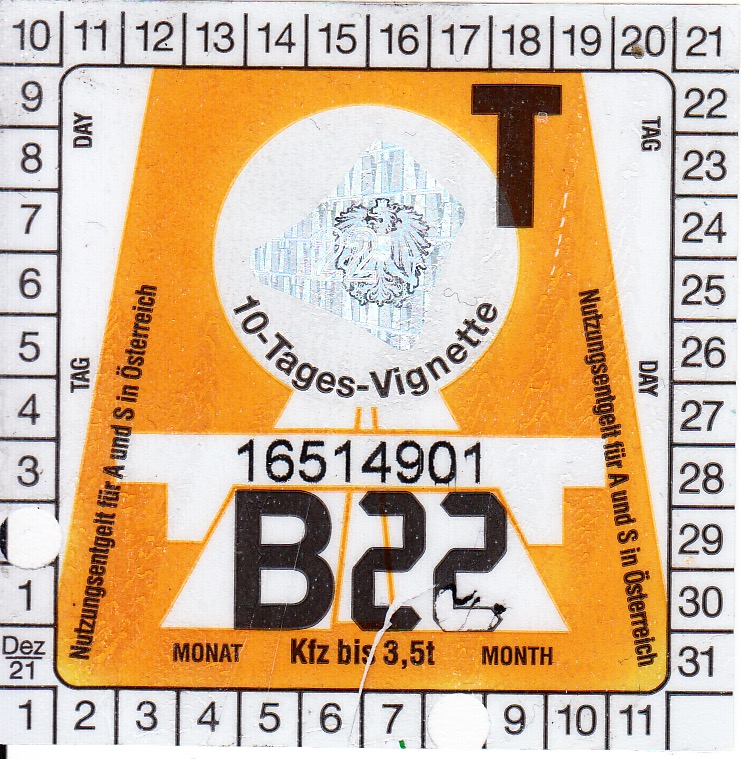 10 11 12 13 14 15 16 17 18 19 20 21
9 22
8 23
7 24
6 25
5 26
4 27
3 28
29
1 30
Dez
21
31
1 2 3 4 5 6 7 9 10 11
DAY
TAG
T
10-Tages-Vignette
TAG
DAY
Nutzungsentgelt für A und S in Österreich
Nutzungsentgelt für A und S in Österreich
16514901
B22
MONAT Kfz bis 3,5t MONTH